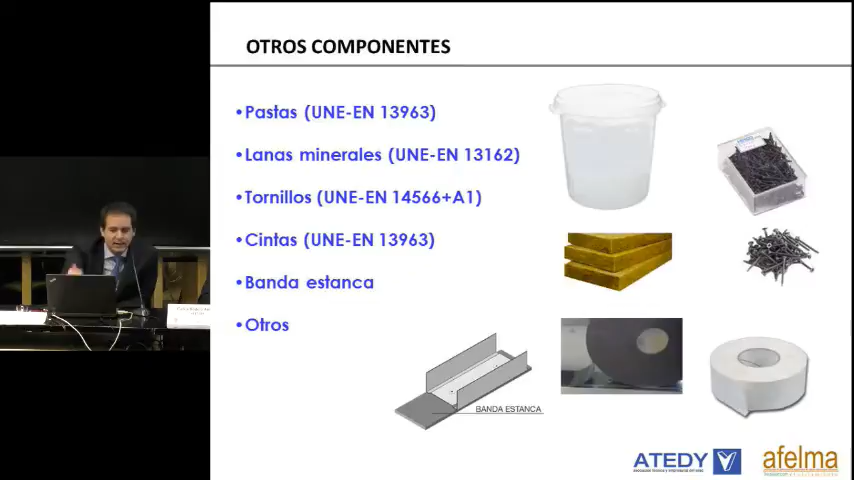 OTROS COMPONENTES
•Pastas (UNE-EN 13963)
•Lanas minerales (UNE-EN 13162)
•Tornillos (UNE-EN 14566+A1)
•Cintas (UNE-EN 13963)
•Banda estanca
•Otros
BANDA ESTANCA
ATEDY
afelma